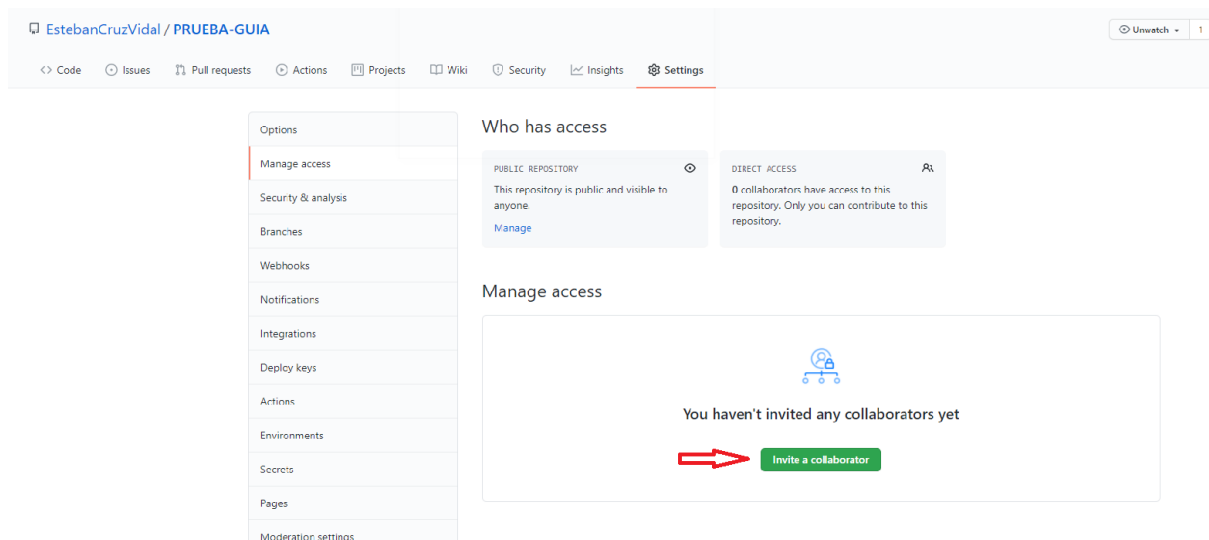 EstebanCruzVidal / PRUEBA-GUIA
Unwatch 1
Code Issues Pull requests Actions Projects Wiki Security Insights Settings
Options
Manage access
Security & analysis
Branches
Webhooks
Notifications
Integrations
Deploy keys
Actions
Environments
Secrets
Pages
Moderation settings
Who has access
PUBLIC REPOSITORY
This repository is public and visible to
anyone.
Manage
DIRECT ACCESS
0 collaborators have access to this
repository. Only you can contribute to this
repository.
Manage access
You haven't invited any collaborators yet
Invite a collaborator